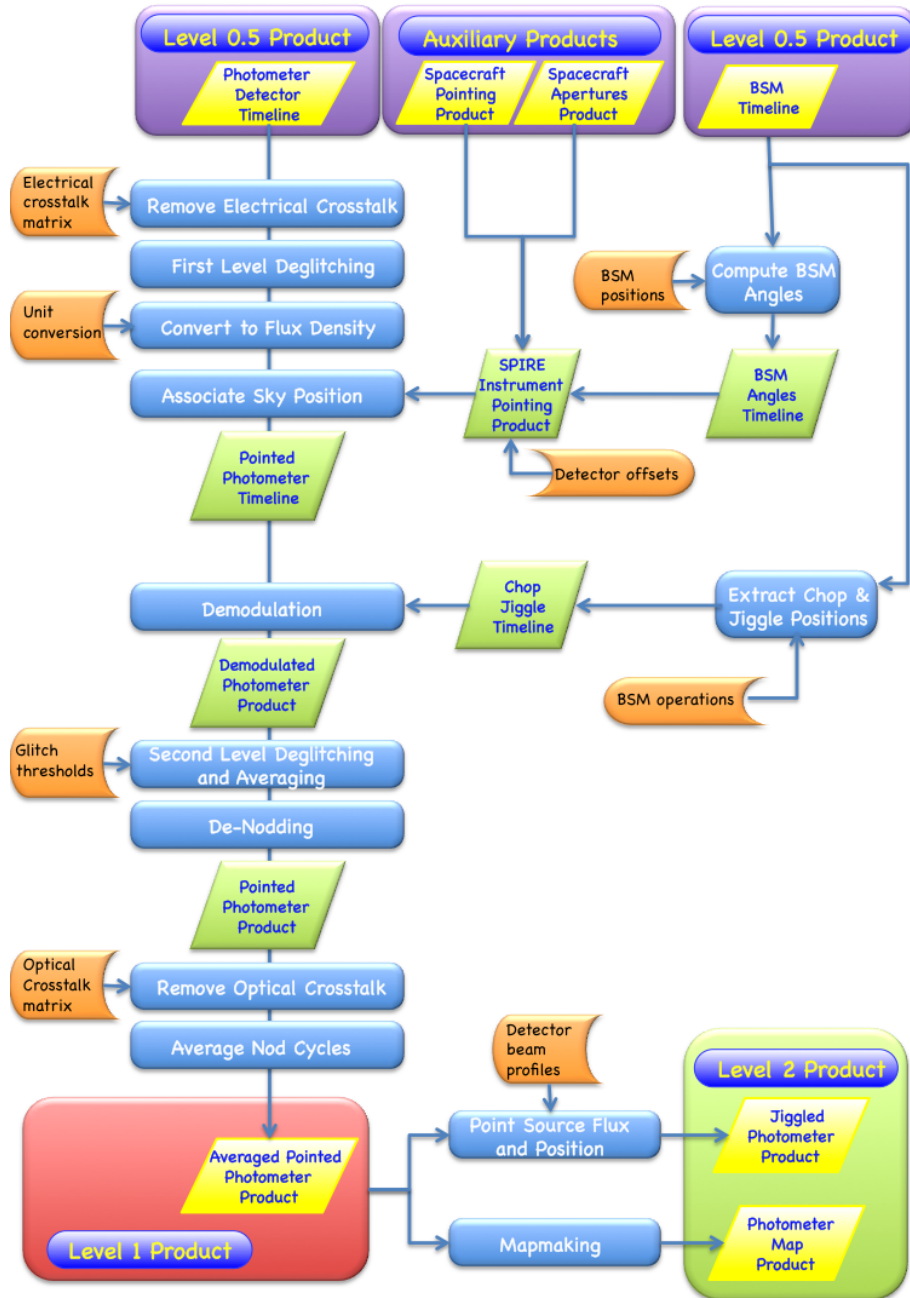 Level 0.5 Product
Photometer
Detector
Timeline
Auxiliary Products
Spacecraft
Pointing
Product
Spacecraft
Apertures
Product
Level 0.5 Product
BSM
Timeline
Electrical
crosstalk
matrix
Remove Electrical Crosstalk
First Level Deglitching
BSM
positions
Compute BSM
Angles
Unit
conversion
Convert to Flux Density
Associate Sky Position
SPIRE
Instrument
Pointing
Product
BSM
Angles
Timeline
Pointed
Photometer
Timeline
Detector offsets
Demodulation
Chop
Jiggle
Timeline
Extract Chop &
Jiggle Positions
Demodulated
Photometer
Product
BSM operations
Glitch
thresholds
Second Level Deglitching
and Averaging
De-Nodding
Pointed
Photometer
Product
Optical
Crosstalk
matrix
Remove Optical Crosstalk
Average Nod Cycles
Detector
beam
profiles
Level 2 Product
Point Source Flux
and Position
Jiggled
Photometer
Product
Averaged Pointed
Photometer
Product
Level 1 Product
Mapmaking
Photometer
Map
Product